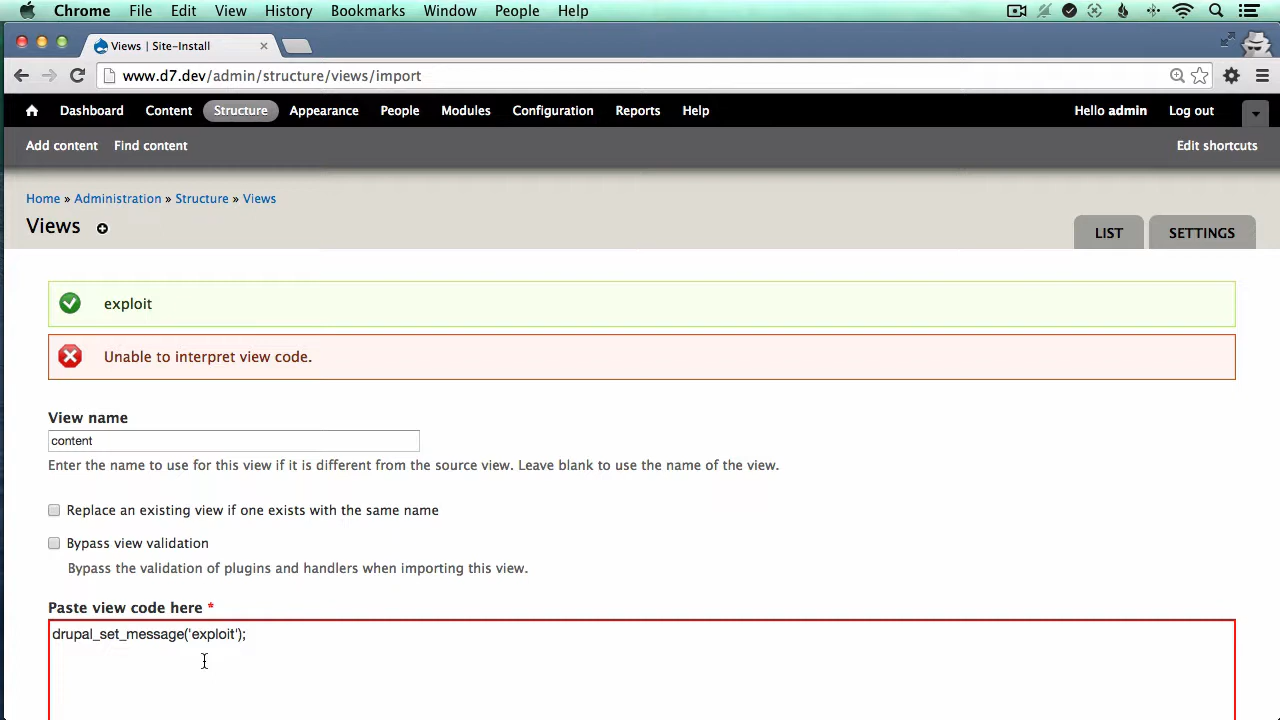 Chrome File Edit View History Bookmarks Window People Help
Views | Site-Install
www.d7.dev/admin/structure/views/import
Dashboard Content Structure Appearance People Modules Configuration Reports Help Hello admin Log out
Add content Find content Edit shortcuts
Home » Administration » Structure » Views
Views
LIST SETTINGS
exploit
Unable to interpret view code.
View name
content
Enter the name to use for this view if it is different from the source view. Leave blank to use the name of the view.
Replace an existing view if one exists with the same name
Bypass view validation
Bypass the validation of plugins and handlers when importing this view.
Paste view code here *
drupal_set_message('exploit');